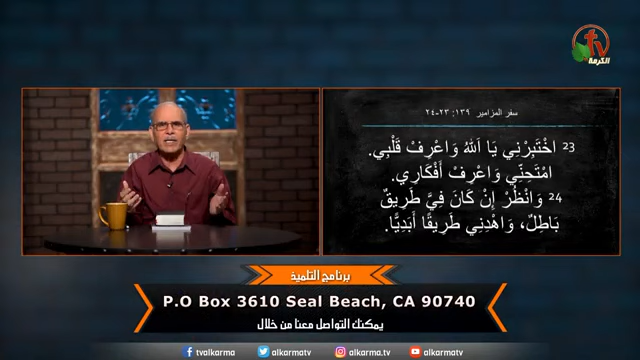 tv
الكرمة
سفر المزامير ١٣٩: ٢٣-٢٤
23 اخْتَبِرْنِي يَا اَللهُ وَاعْرِفْ قَلْبِي.
امْتَحِنِّي وَاعْرِفْ أَفْكَارِي.
24 وَانْظُرْ إِنْ كَانَ فِيَّ طَرِيقٌ
بَاطِلٌ، وَاهْدِنِي طَرِيقًا أَبَدِيًّا.
برنامج التلميذ
P.O Box 3610 Seal Beach, CA 90740
يمكنك التواصل معنا من خلال
tvalkarma alkarmatv alkarmatv alkarmatv